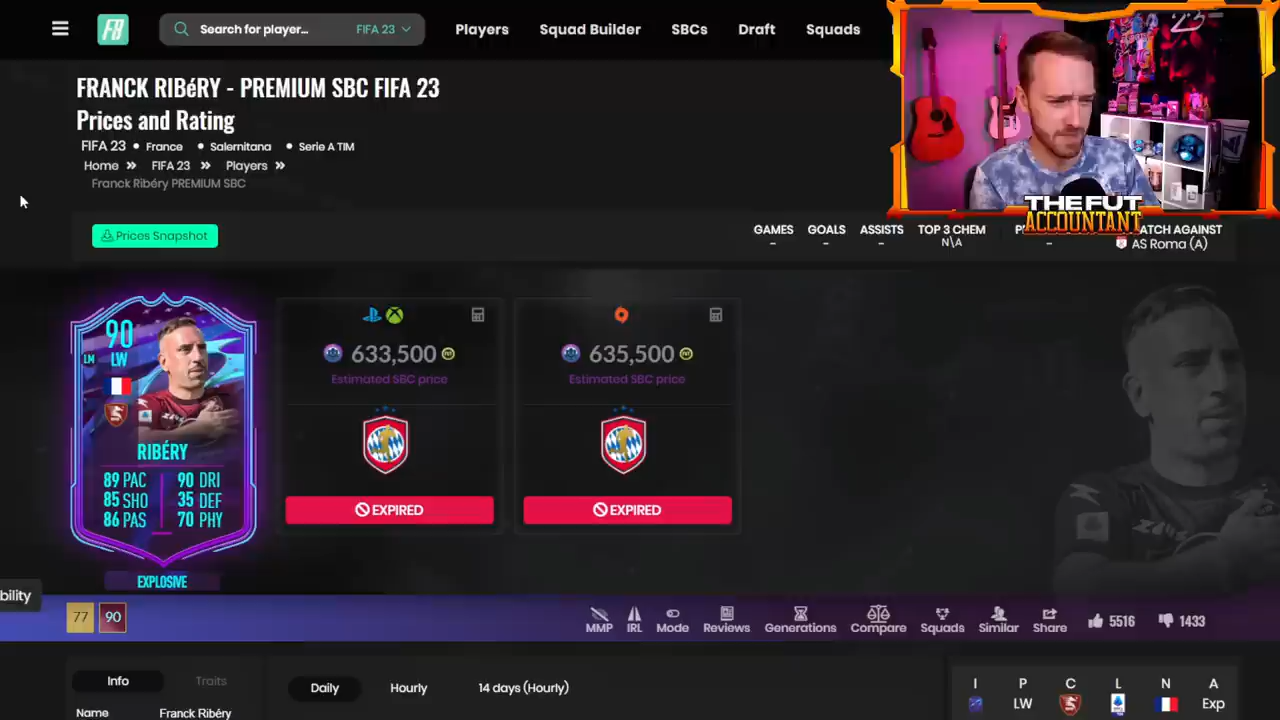 FB
Search for player...
FIFA 23
Players
Squad Builder
SBCs
Draft
Squads
FRANCK RIBéRY - PREMIUM SBC FIFA 23
Prices and Rating
FIFA 23 • France • Salernitana • Serie A TIM
Home » FIFA 23 » Players »
Franck Ribéry PREMIUM SBC
23
THE FUT
ACCOUNTANT
Prices Snapshot
GAMES
-
GOALS
-
ASSISTS
-
TOP 3 CHEM
N\A
-
ATCH AGAINST
AS Roma (A)
90
LM
LW
RIBÉRY
89 PAC
90 DRI
85 SHO
35 DEF
86 PAS
70 PHY
EXPLOSIVE
633,500
Estimated SBC price
EXPIRED
635,500
Estimated SBC price
EXPIRED
bility
77
90
MMP
IRL
Mode
Reviews
Generations
Compare
Squads
Similar
Share
5516
1433
Info
Traits
Name
Franck Ribéry
Daily
Hourly
14 days (Hourly)
I
P
C
L
N
A
LW
Exp